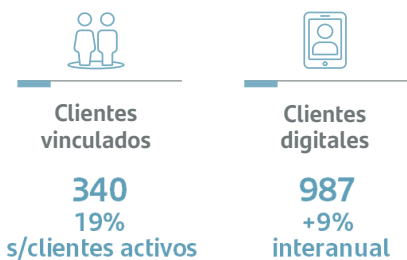 Clientes
vinculados
340
19%
s/clientes activos
Clientes
digitales
987
+9%
interanual